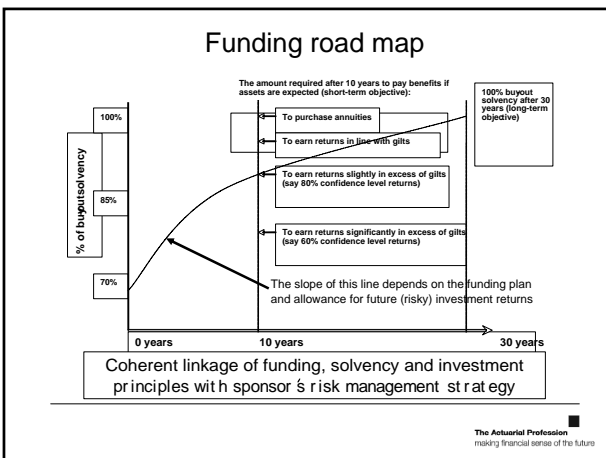 Funding road map
The amount required after 10 years to pay benefits if
assets are expected (short-term objective):
100% buyout
solvency after 30
years (long-term
objective)
100%
To purchase annuities
To earn returns in line with gilts
% of buyoutsolvency
85%
To earn returns slightly in excess of gilts
(say 80% confidence level returns)
To earn returns significantly in excess of gilts
(say 60% confidence level returns)
70%
The slope of this line depends on the funding plan
and allowance for future (risky) investment returns
0 years 10 years 30 years
Coherent linkage of funding, solvency and investment
principles with sponsor´s risk management strategy
The Actuarial Profession
making financial sense of the future